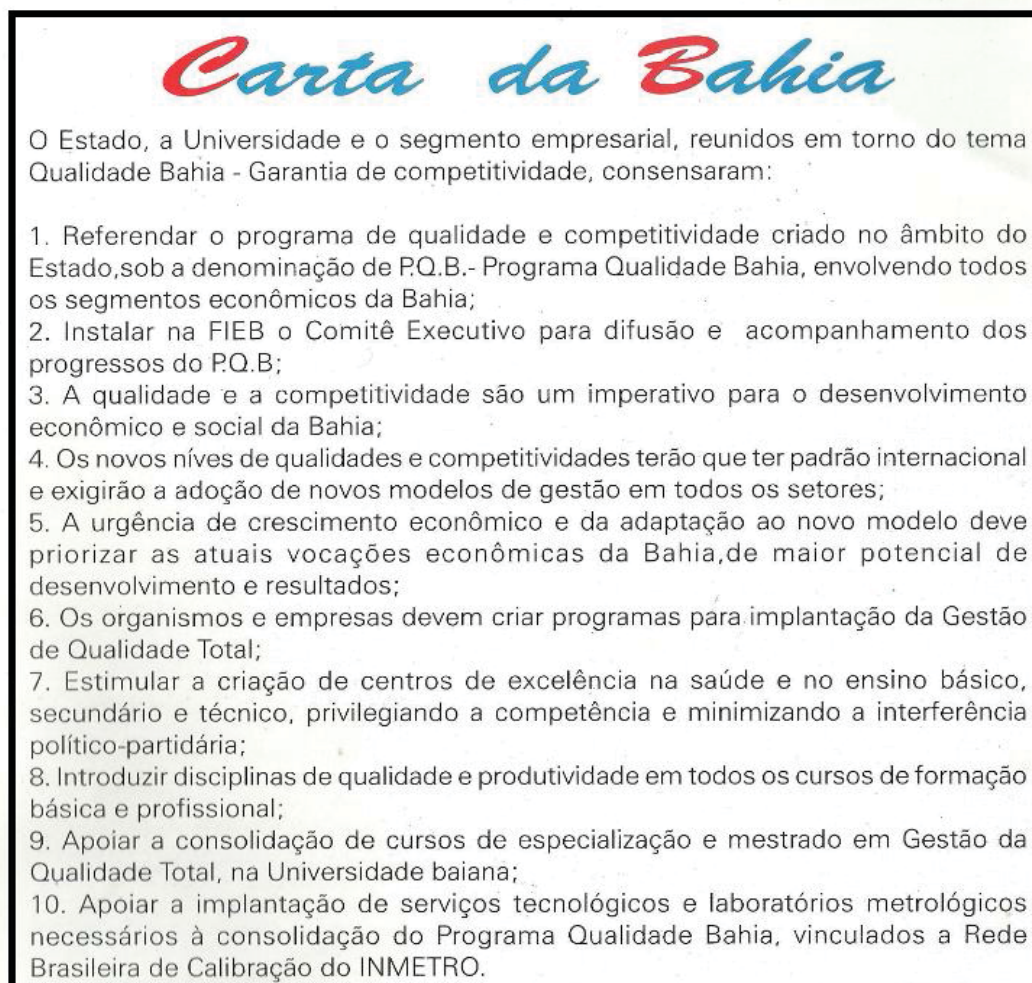 Carta da Bahia
O Estado, a Universidade e o segmento empresarial, reunidos em torno do tema
Qualidade Bahia - Garantia de competitividade, consensaram:
1. Referendar o programa de qualidade e competitividade criado no âmbito do
Estado,sob a denominação de P.Q.B.- Programa Qualidade Bahia, envolvendo todos
os segmentos econômicos da Bahia;
2. Instalar na FIEB o Comitê Executivo para difusão e acompanhamento dos
progressos do P.Q.B;
3. A qualidade e a competitividade são um imperativo para o desenvolvimento
econômico e social da Bahia;
4. Os novos níves de qualidades e competitividades terão que ter padrão internacional
e exigirão a adoção de novos modelos de gestão em todos os setores;
5. A urgência de crescimento econômico e da adaptação ao novo modelo deve
priorizar as atuais vocações econômicas da Bahia,de maior potencial de
desenvolvimento e resultados;
6. Os organismos e empresas devem criar programas para implantação da Gestão
de Qualidade Total;
7. Estimular a criação de centros de excelência na saúde e no ensino básico,
secundário e técnico, privilegiando a competência e minimizando a interferência
político-partidária;
8. Introduzir disciplinas de qualidade e produtividade em todos os cursos de formação
básica e profissional;
9. Apoiar a consolidação de cursos de especialização e mestrado em Gestão da
Qualidade Total, na Universidade baiana;
10. Apoiar a implantação de serviços tecnológicos e laboratórios metrológicos
necessários à consolidação do Programa Qualidade Bahia, vinculados a Rede
Brasileira de Calibração do INMETRO.